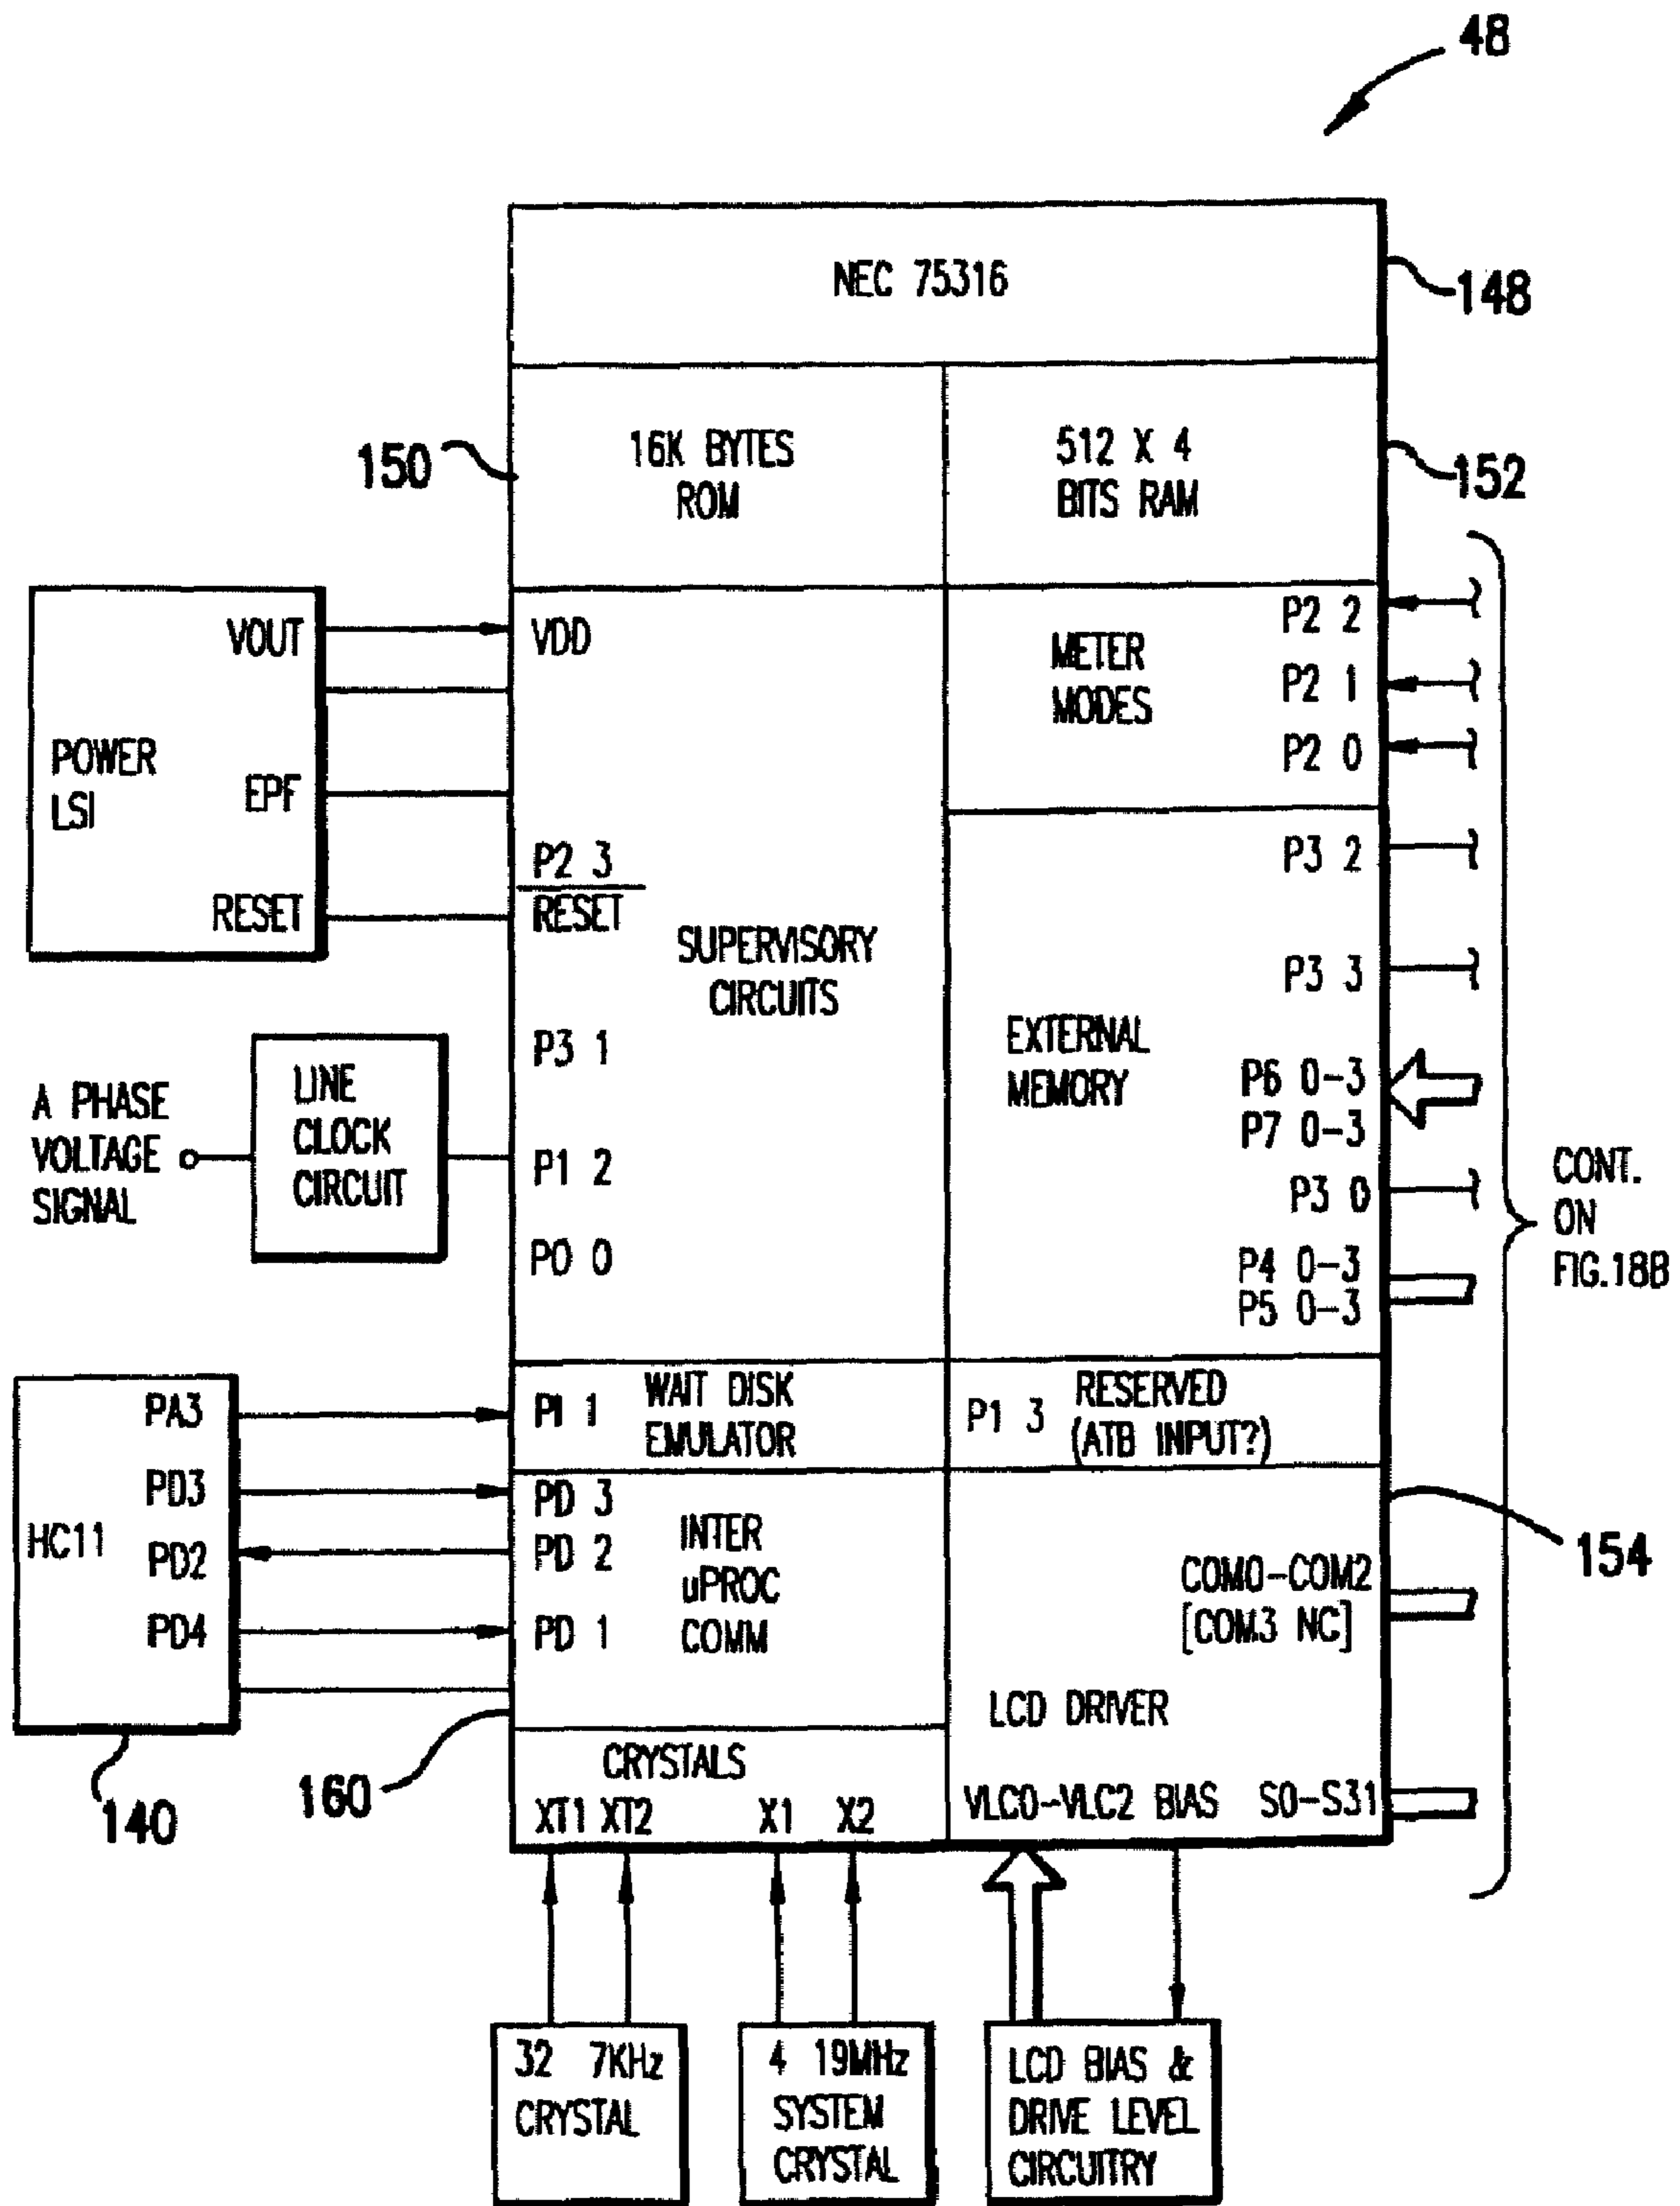 48
NEC 75316
148
150
16K BYTES
ROM
512 X 4
BITS RAM
152
POWER
LSI
VOUT
EPF
RESET
VDD
P2 3
RESET
SUPERVISORY
CIRCUITS
P3 1
P1 2
P0 0
METER
MODES
P2 2
P2 1
P2 0
EXTERNAL
MEMORY
P3 2
P3 3
P6 0-3
P7 0-3
P3 0
P4 0-3
P5 0-3
CONT.
ON
FIG.18B
A PHASE
VOLTAGE
SIGNAL
LINE
CLOCK
CIRCUIT
HC11
PA3
PD3
PD2
PD4
140
P1 1
WAIT DISK
EMULATOR
P1 3
RESERVED
(ATB INPUT?)
PD 3
PD 2
PD 1
INTER
uPROC
COMM
160
154
COM0-COM2
[COM3 NC]
LCD DRIVER
VLC0-VLC2 BIAS S0-S31
CRYSTALS
XT1 XT2 X1 X2
32 7KHz
CRYSTAL
4 19MHz
SYSTEM
CRYSTAL
LCD BIAS &
DRIVE LEVEL
CIRCUITRY